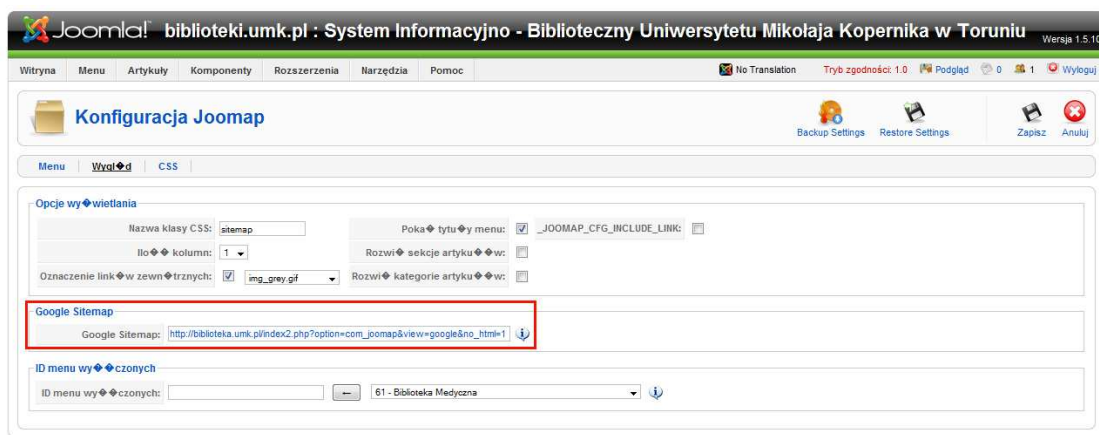 Joomla! biblioteki.umk.pl : System Informacyjno - Biblioteczny Uniwersytetu Mikołaja Kopernika w Toruniu Wersja 1.5.10
Witryna Menu Artykuły Komponenty Rozszerzenia Narzędzia Pomoc No Translation Tryb zgodności: 1.0 Podgląd 0 1 Wyloguj
Konfiguracja Joomap Backup Settings Restore Settings Zapisz Anuluj
Menu Wygl�d CSS
Opcje wy�wietlania
Nazwa klasy CSS: sitemap Poka� tytu�y menu: _JOOMAP_CFG_INCLUDE_LINK:
Ilo�� kolumn: 1 Rozwi� sekcje artyku��w:
Oznaczenie link�w zewn�trznych: img_grey.gif Rozwi� kategorie artyku��w:
Google Sitemap
Google Sitemap: http://biblioteka.umk.pl/index2.php?option=com_joomap&view=google&no_html=1
ID menu wy��czonych
ID menu wy��czonych: ← 61 - Biblioteka Medyczna